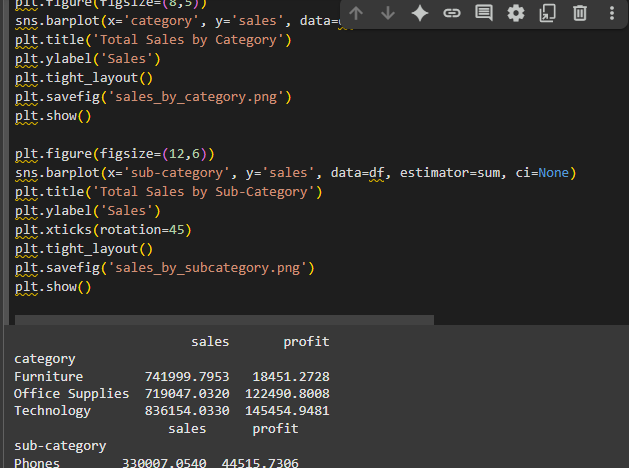 plt.figure(figsize=(8,5))
sns.barplot(x='category', y='sales', data=
plt.title('Total Sales by Category')
plt.ylabel('Sales')
plt.tight_layout()
plt.savefig('sales_by_category.png')
plt.show()
plt.figure(figsize=(12,6))
sns.barplot(x='sub-category', y='sales', data=df, estimator=sum, ci=None)
plt.title('Total Sales by Sub-Category')
plt.ylabel('Sales')
plt.xticks(rotation=45)
plt.tight_layout()
plt.savefig('sales_by_subcategory.png')
plt.show()
sales profit
category
Furniture 741999.7953 18451.2728
Office Supplies 719047.0320 122490.8008
Technology 836154.0330 145454.9481
sales profit
sub-category
Phones 330007.0540 44515.7306